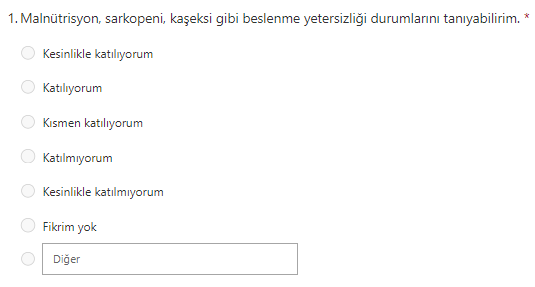 1. Malnütrisyon, sarkopeni, kaşeksi gibi beslenme yetersizliği durumlarını tanıyabilirim. *
Kesinlikle katılıyorum
Katılıyorum
Kısmen katılıyorum
Katılmıyorum
Kesinlikle katılmıyorum
Fikrim yok
Diğer